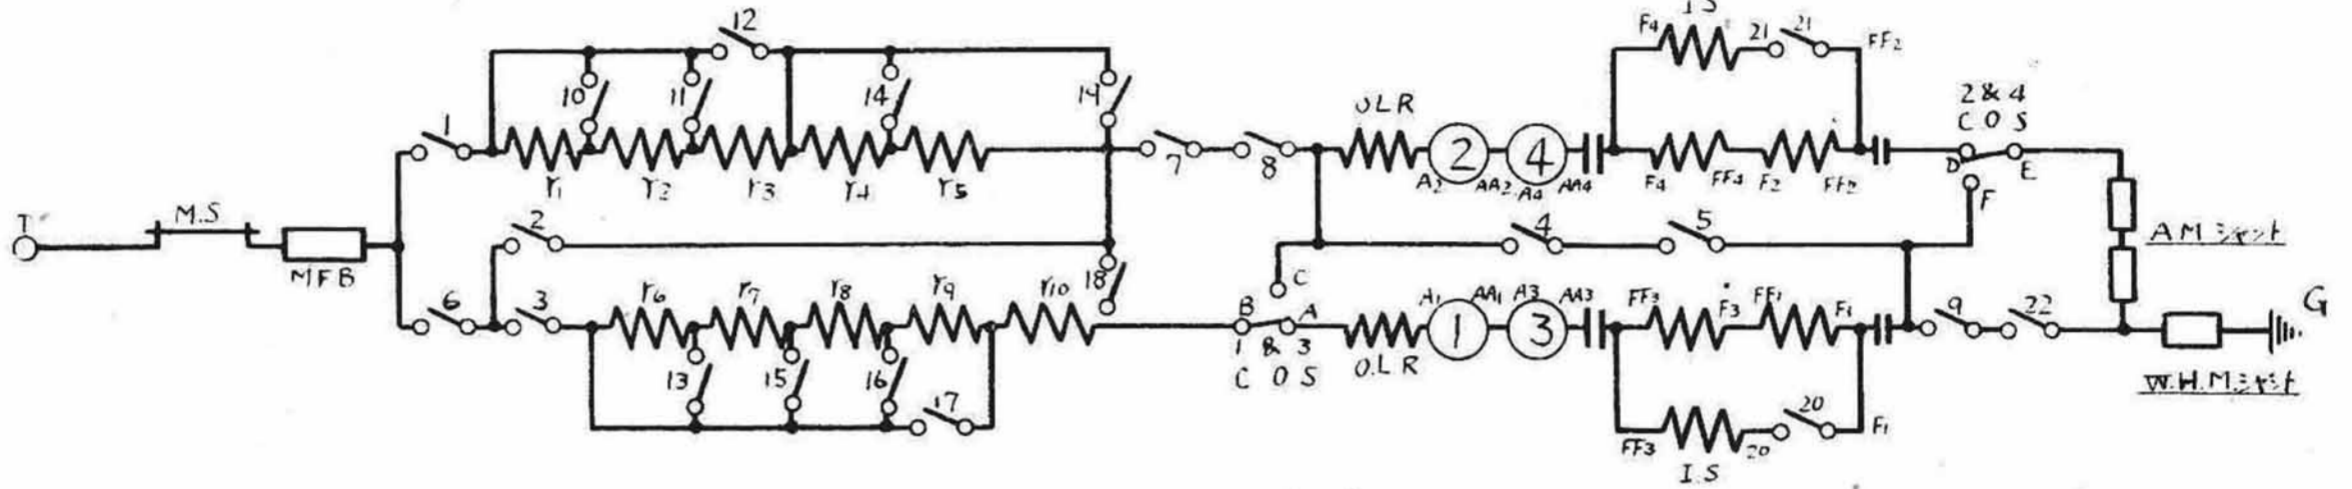 I S
F4
21
21
FF2
12
10
11
14
14
1
r1
r2
r3
r4
r5
7
8
OLR
A2
2
AA2
A4
4
AA4
F4
FF4
F2
FF2
2 & 4
C O S
D
E
F
T
M.S
MFB
2
4
5
AM
6
3
r6
r7
r8
r9
r10
18
C
B
A
1 & 3
C O S
OLR
A1
1
AA1
A3
3
AA3
FF3
F3
FF1
F1
9
22
G
W.H.M
13
15
16
17
FF3
20
20
F1
I.S